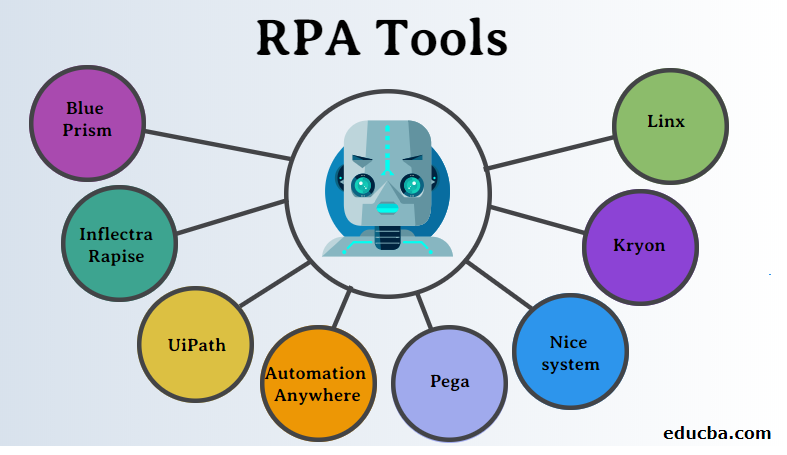 RPA Tools
Blue
Prism
Linx
Inflectra
Rapise
Kryon
UiPath
Nice
system
Automation
Anywhere
Pega
educba.com